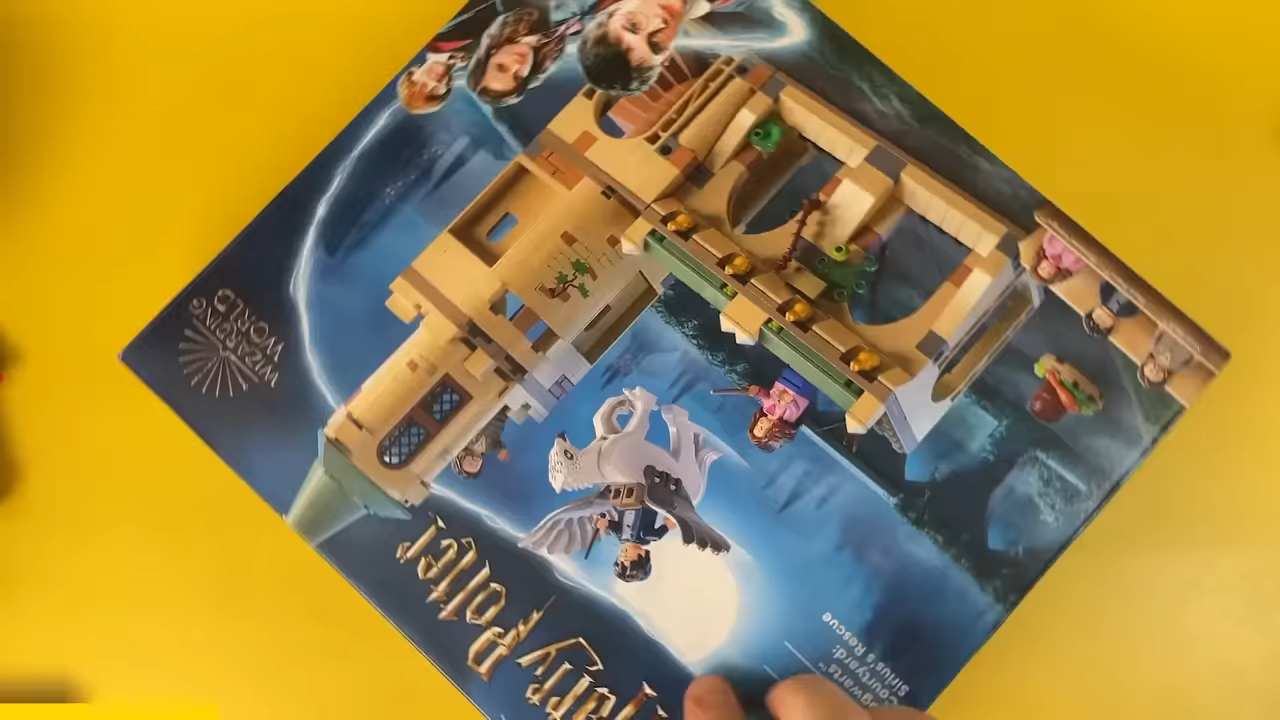 WIZARDING
WORLD
Harry Potter
Hogwarts™
Courtyard:
Sirius's Rescue